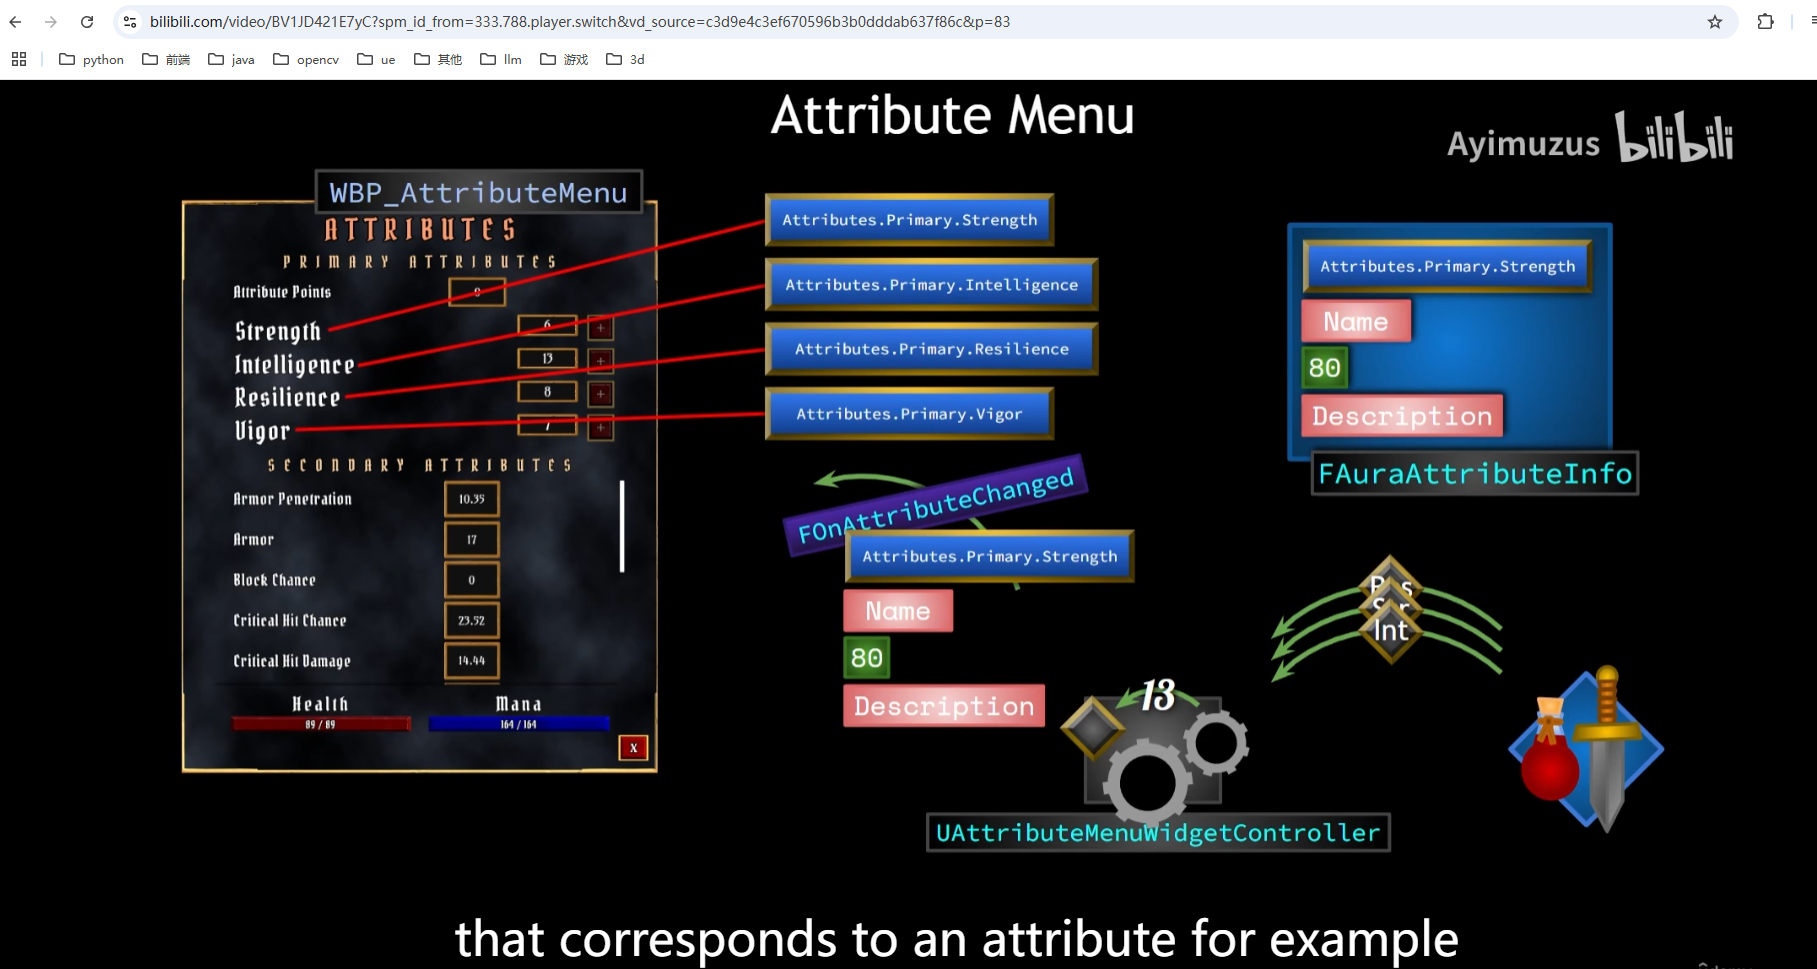 bilibili.com/video/BV1JD421E7yC?spm_id_from=333.788.player.switch&vd_source=c3d9e4c3ef670596b3b0dddab637f86c&p=83
python
前端
java
opencv
ue
其他
llm
游戏
3d
Attribute Menu
Ayimuzus bilibili
WBP_AttributeMenu
ATTRIBUTES
PRIMARY ATTRIBUTES
Attribute Points
Strength 6 +
Intelligence 13 +
Resilience 8 +
Vigor 7 +
SECONDARY ATTRIBUTES
Armor Penetration 10.35
Armor 17
Block Chance 0
Critical Hit Chance 23.52
Critical Hit Damage 14.44
Health Mana
89 / 89 164 / 164
X
Attributes.Primary.Strength
Attributes.Primary.Intelligence
Attributes.Primary.Resilience
Attributes.Primary.Vigor
FOnAttributeChanged
Attributes.Primary.Strength
Name
80
Description
13
UAttributeMenuWidgetController
Attributes.Primary.Strength
Name
80
Description
FAuraAttributeInfo
Int
that corresponds to an attribute for example